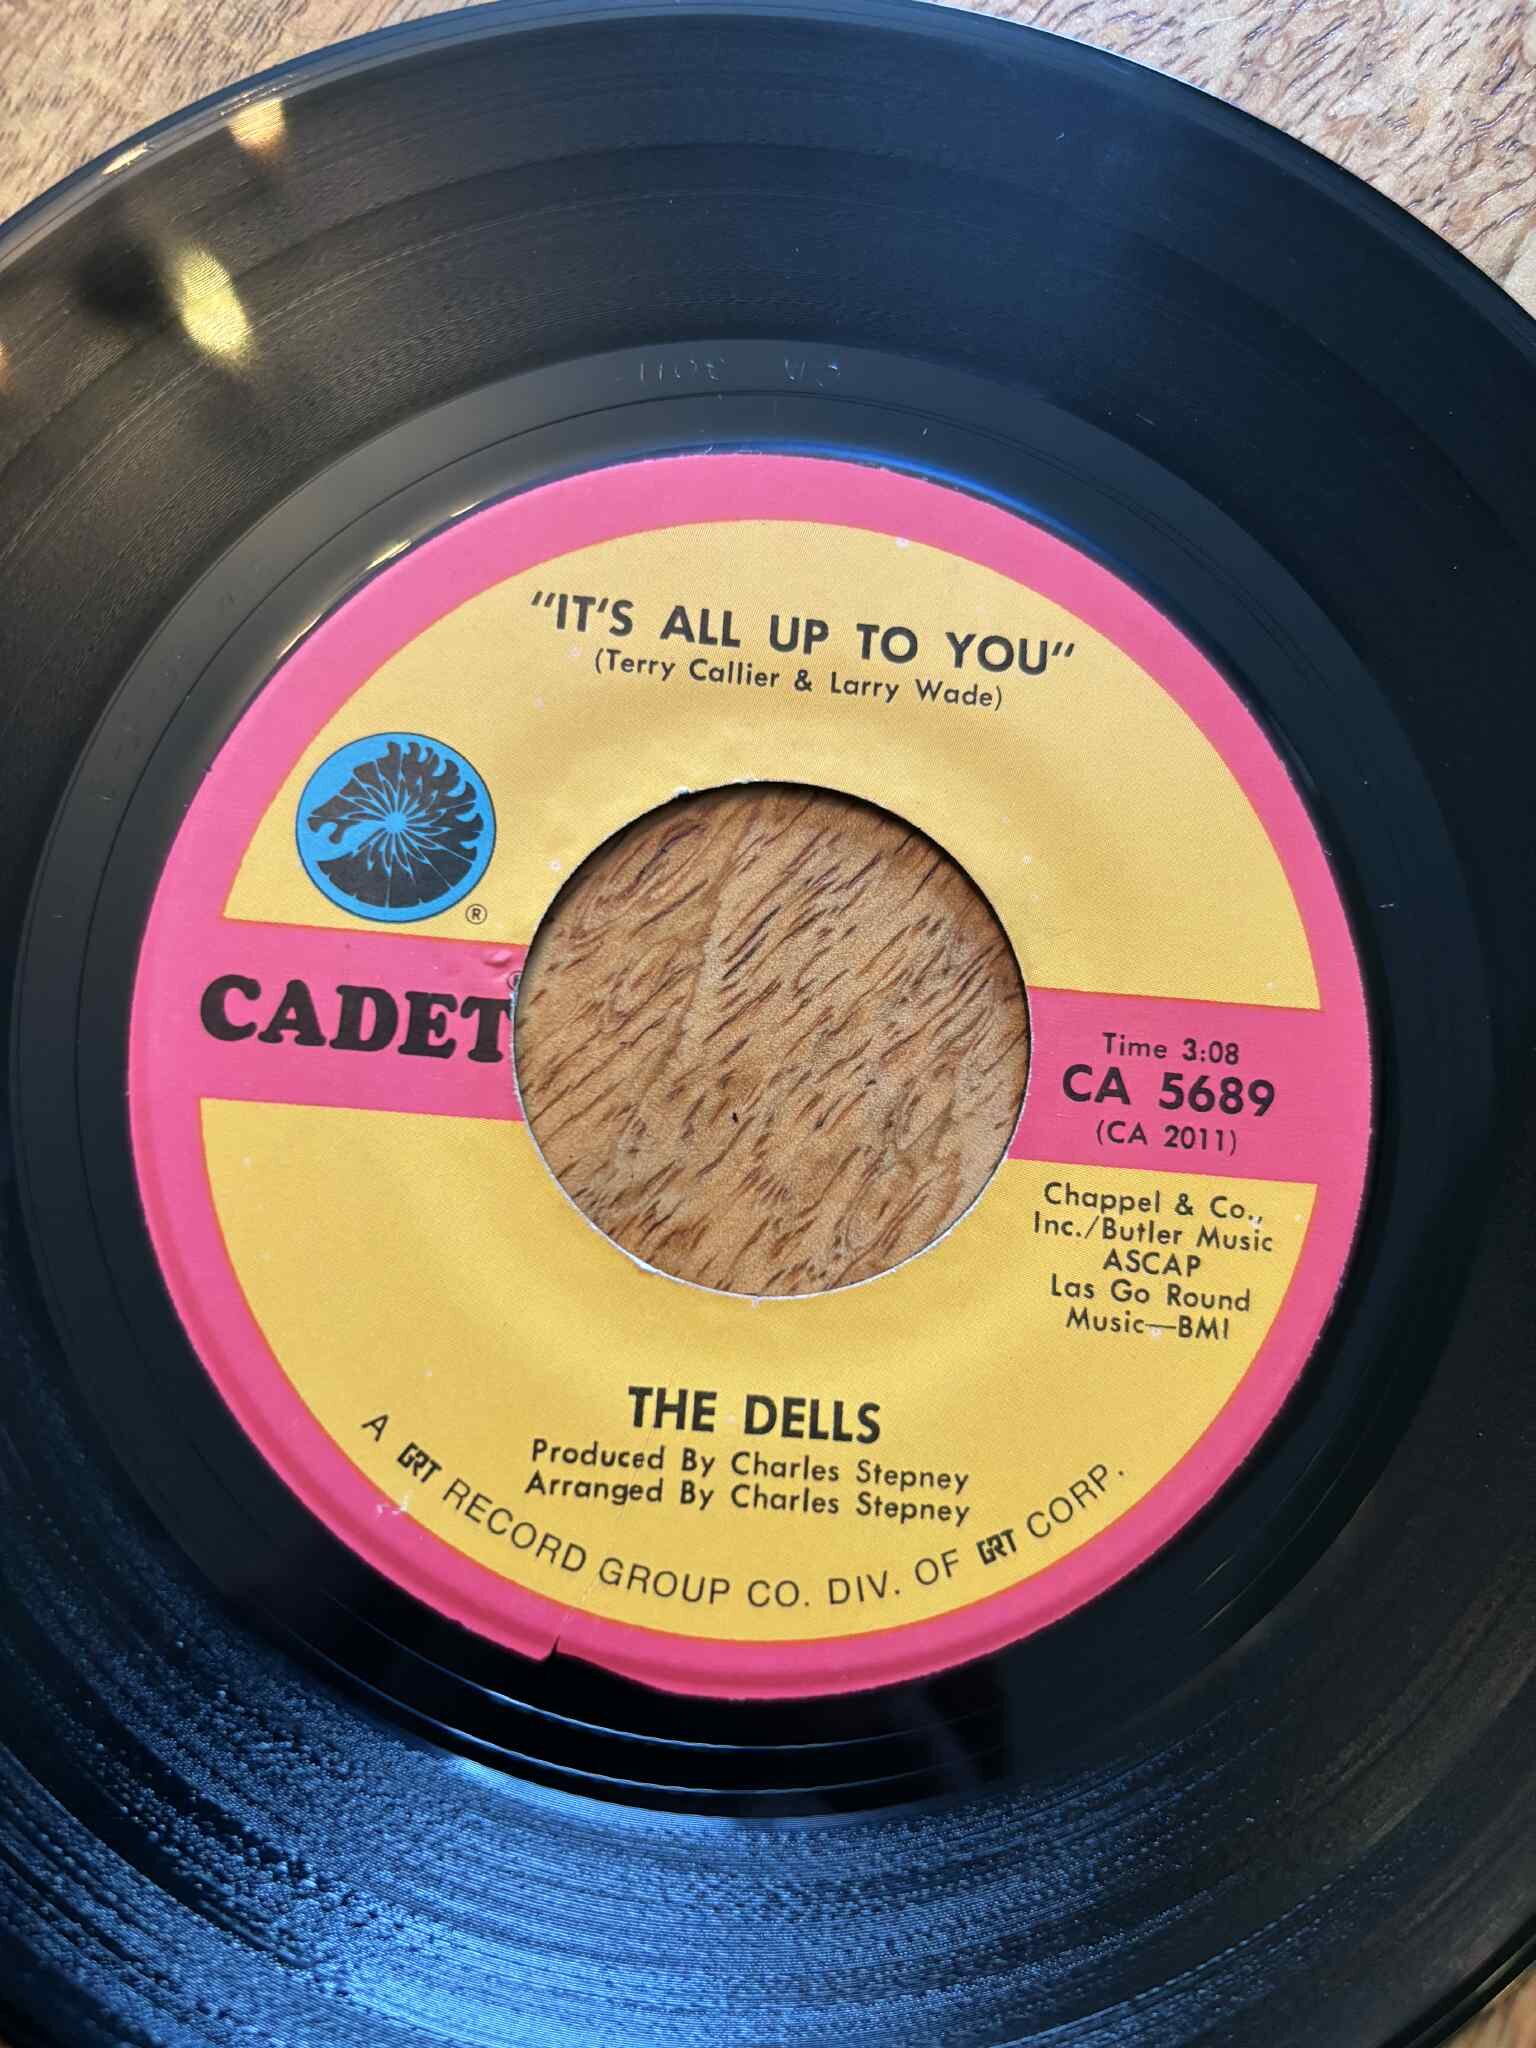 "IT'S ALL UP TO YOU"
(Terry Callier & Larry Wade)
®
CADET
Time 3:08
CA 5689
(CA 2011)
Chappel & Co.,
Inc./Butler Music
ASCAP
Las Go Round
Music—BMI
THE DELLS
Produced By Charles Stepney
Arranged By Charles Stepney
A GRT RECORD GROUP CO. DIV. OF GRT CORP.